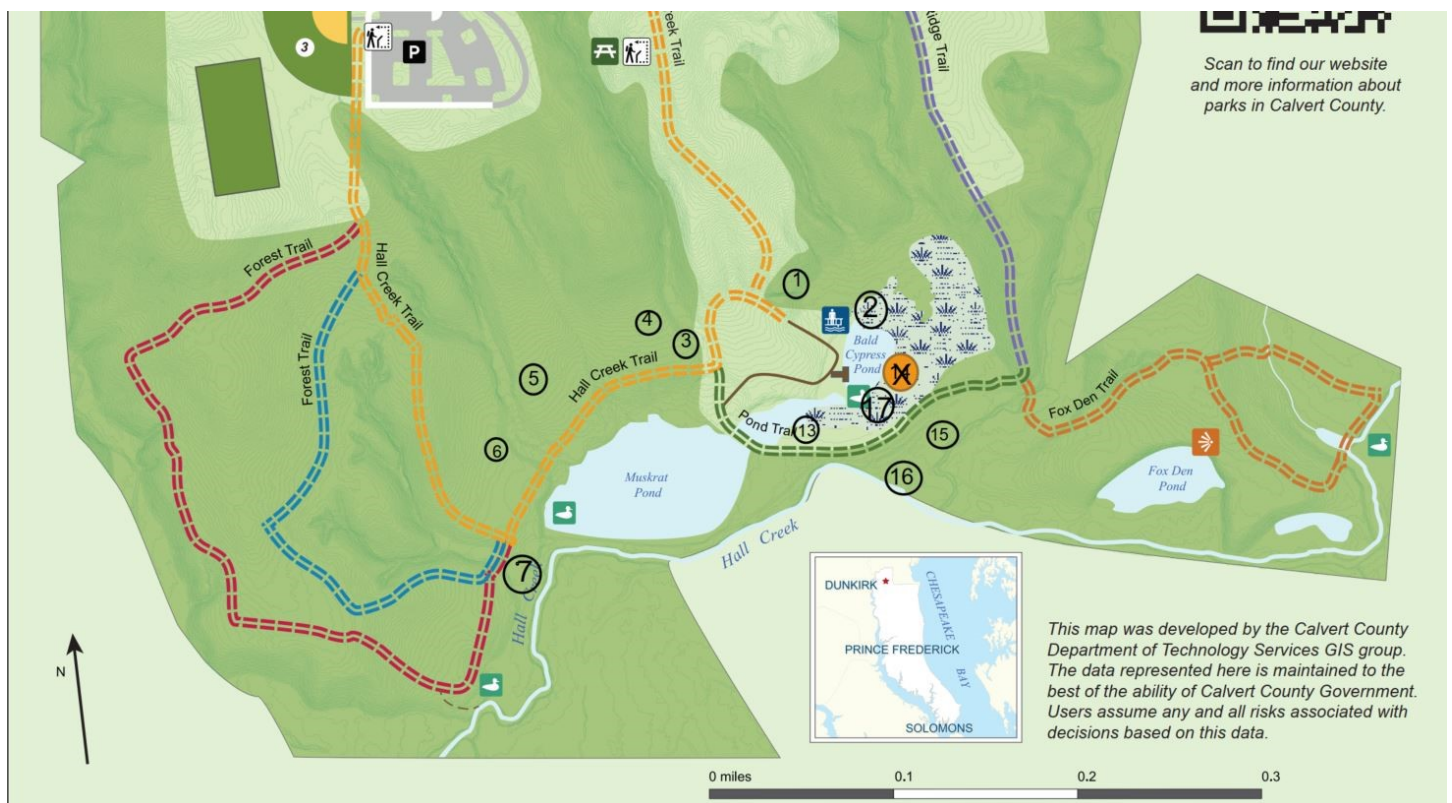 3
P
reek Trail
Ridge Trail
Scan to find our website
and more information about
parks in Calvert County.
Forest Trail
Hall Creek Trail
Forest Trail
1
2
4
3
Bald
Cypress
Pond
5
Hall Creek Trail
17
Pond Trail
13
15
Fox Den Trail
6
16
Muskrat
Pond
Fox Den
Pond
Hall Creek
7
Hall Creek
N
DUNKIRK
CHESAPEAKE BAY
PRINCE FREDERICK
SOLOMONS
This map was developed by the Calvert County
Department of Technology Services GIS group.
The data represented here is maintained to the
best of the ability of Calvert County Government.
Users assume any and all risks associated with
decisions based on this data.
0 miles
0.1
0.2
0.3